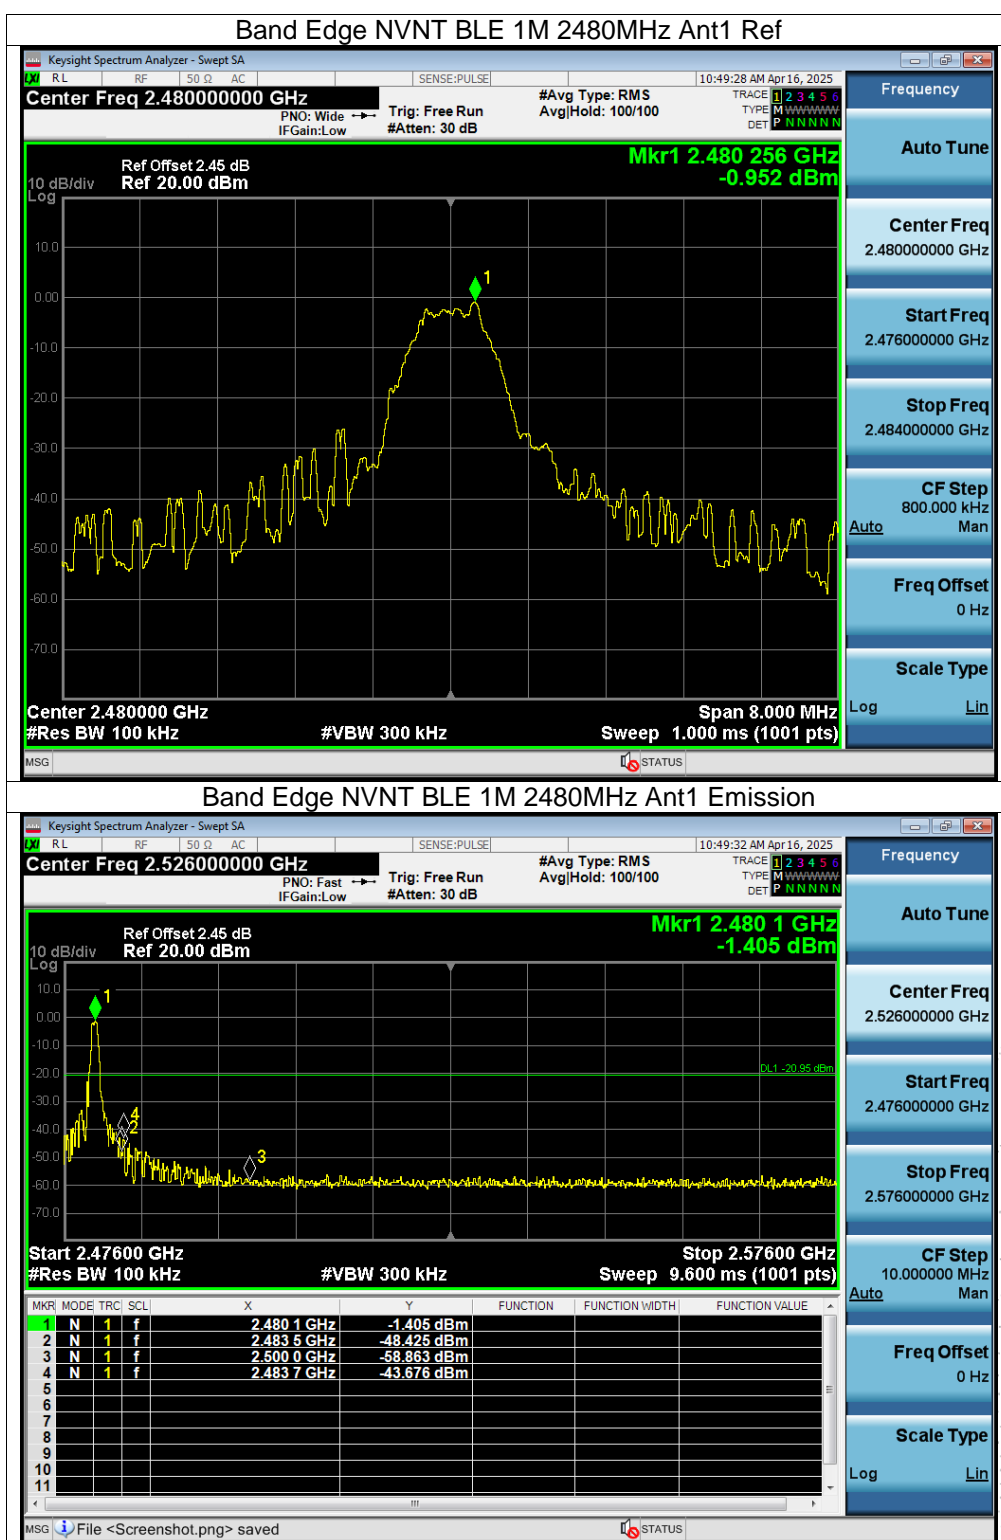 Band Edge NVNT BLE 1M 2480MHz Ant1 Ref
Keysight Spectrum Analyzer - Swept SA
LXI RL RF 50 Ω AC SENSE:PULSE 10:49:28 AM Apr 16, 2025
Center Freq 2.480000000 GHz
PNO: Wide
IFGain:Low
Trig: Free Run
#Atten: 30 dB
#Avg Type: RMS
Avg|Hold: 100/100
TRACE 1 2 3 4 5 6
TYPE M WWWWW
DET P N N N N N
Frequency
Auto Tune
Center Freq
2.480000000 GHz
Start Freq
2.476000000 GHz
Stop Freq
2.484000000 GHz
CF Step
800.000 kHz
Auto Man
Freq Offset
0 Hz
Scale Type
Log Lin
Mkr1 2.480 256 GHz
-0.952 dBm
Ref Offset 2.45 dB
10 dB/div Ref 20.00 dBm
Log
10.0
0.00
-10.0
-20.0
-30.0
-40.0
-50.0
-60.0
-70.0
1
Center 2.480000 GHz Span 8.000 MHz
#Res BW 100 kHz #VBW 300 kHz Sweep 1.000 ms (1001 pts)
MSG STATUS
Band Edge NVNT BLE 1M 2480MHz Ant1 Emission
Keysight Spectrum Analyzer - Swept SA
LXI RL RF 50 Ω AC SENSE:PULSE 10:49:32 AM Apr 16, 2025
Center Freq 2.526000000 GHz
PNO: Fast
IFGain:Low
Trig: Free Run
#Atten: 30 dB
#Avg Type: RMS
Avg|Hold: 100/100
TRACE 1 2 3 4 5 6
TYPE M WWWWW
DET P N N N N N
Frequency
Auto Tune
Center Freq
2.526000000 GHz
Start Freq
2.476000000 GHz
Stop Freq
2.576000000 GHz
CF Step
10.000000 MHz
Auto Man
Freq Offset
0 Hz
Scale Type
Log Lin
Mkr1 2.480 1 GHz
-1.405 dBm
Ref Offset 2.45 dB
10 dB/div Ref 20.00 dBm
Log
10.0
0.00
-10.0
-20.0
-30.0
-40.0
-50.0
-60.0
-70.0
1
DL1 -20.95 dBm
4
2
3
Start 2.47600 GHz Stop 2.57600 GHz
#Res BW 100 kHz #VBW 300 kHz Sweep 9.600 ms (1001 pts)
MKR MODE TRC SCL X Y FUNCTION FUNCTION WIDTH FUNCTION VALUE
1 N 1 f 2.480 1 GHz -1.405 dBm
2 N 1 f 2.483 5 GHz -48.425 dBm
3 N 1 f 2.500 0 GHz -58.863 dBm
4 N 1 f 2.483 7 GHz -43.676 dBm
5
6
7
8
9
10
11
MSG File <Screenshot.png> saved STATUS